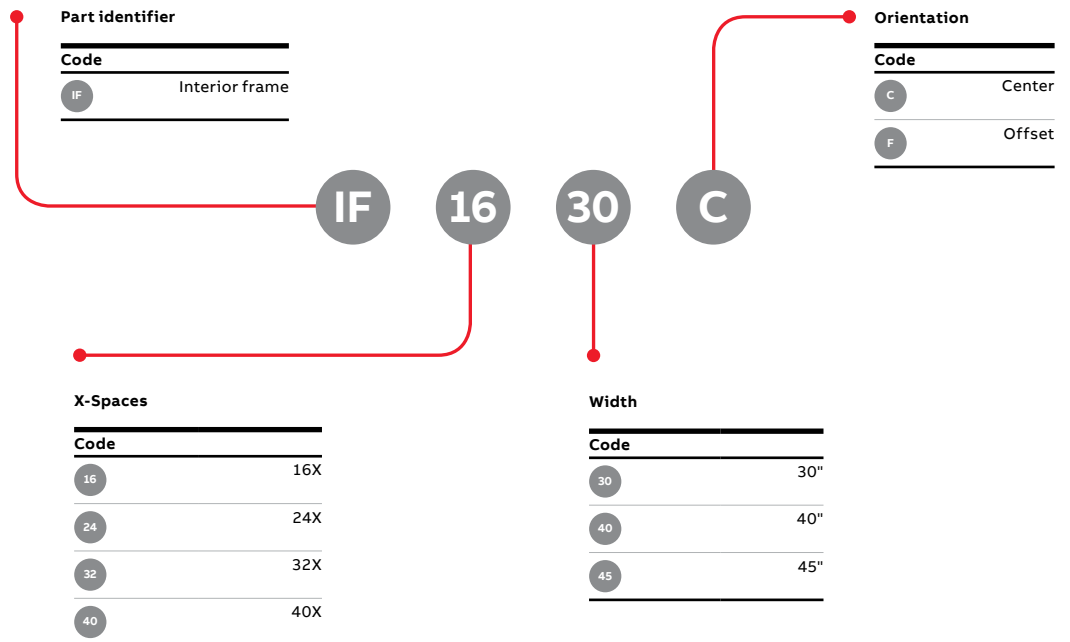 Part identifier
Code
IF Interior frame
Orientation
Code
C Center
F Offset
IF 16 30 C
X-Spaces
Code
16 16X
24 24X
32 32X
40 40X
Width
Code
30 30"
40 40"
45 45"